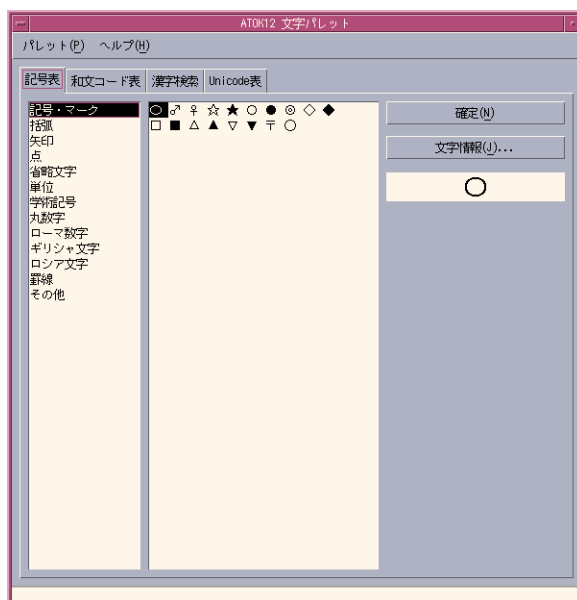 ATOK12 文字パレット
パレット(P) ヘルプ(H)
記号表 和文コード表 漢字検索 Unicode表
記号・マーク
括弧
矢印
点
省略文字
単位
学術記号
丸数字
ローマ数字
ギリシャ文字
ロシア文字
罫線
その他
○ ♂ ♀ ☆ ★ ○ ● ◎ ◇ ◆
□ ■ △ ▲ ▽ ▼ 〒 ◯
確定(N)
文字情報(J)...
○